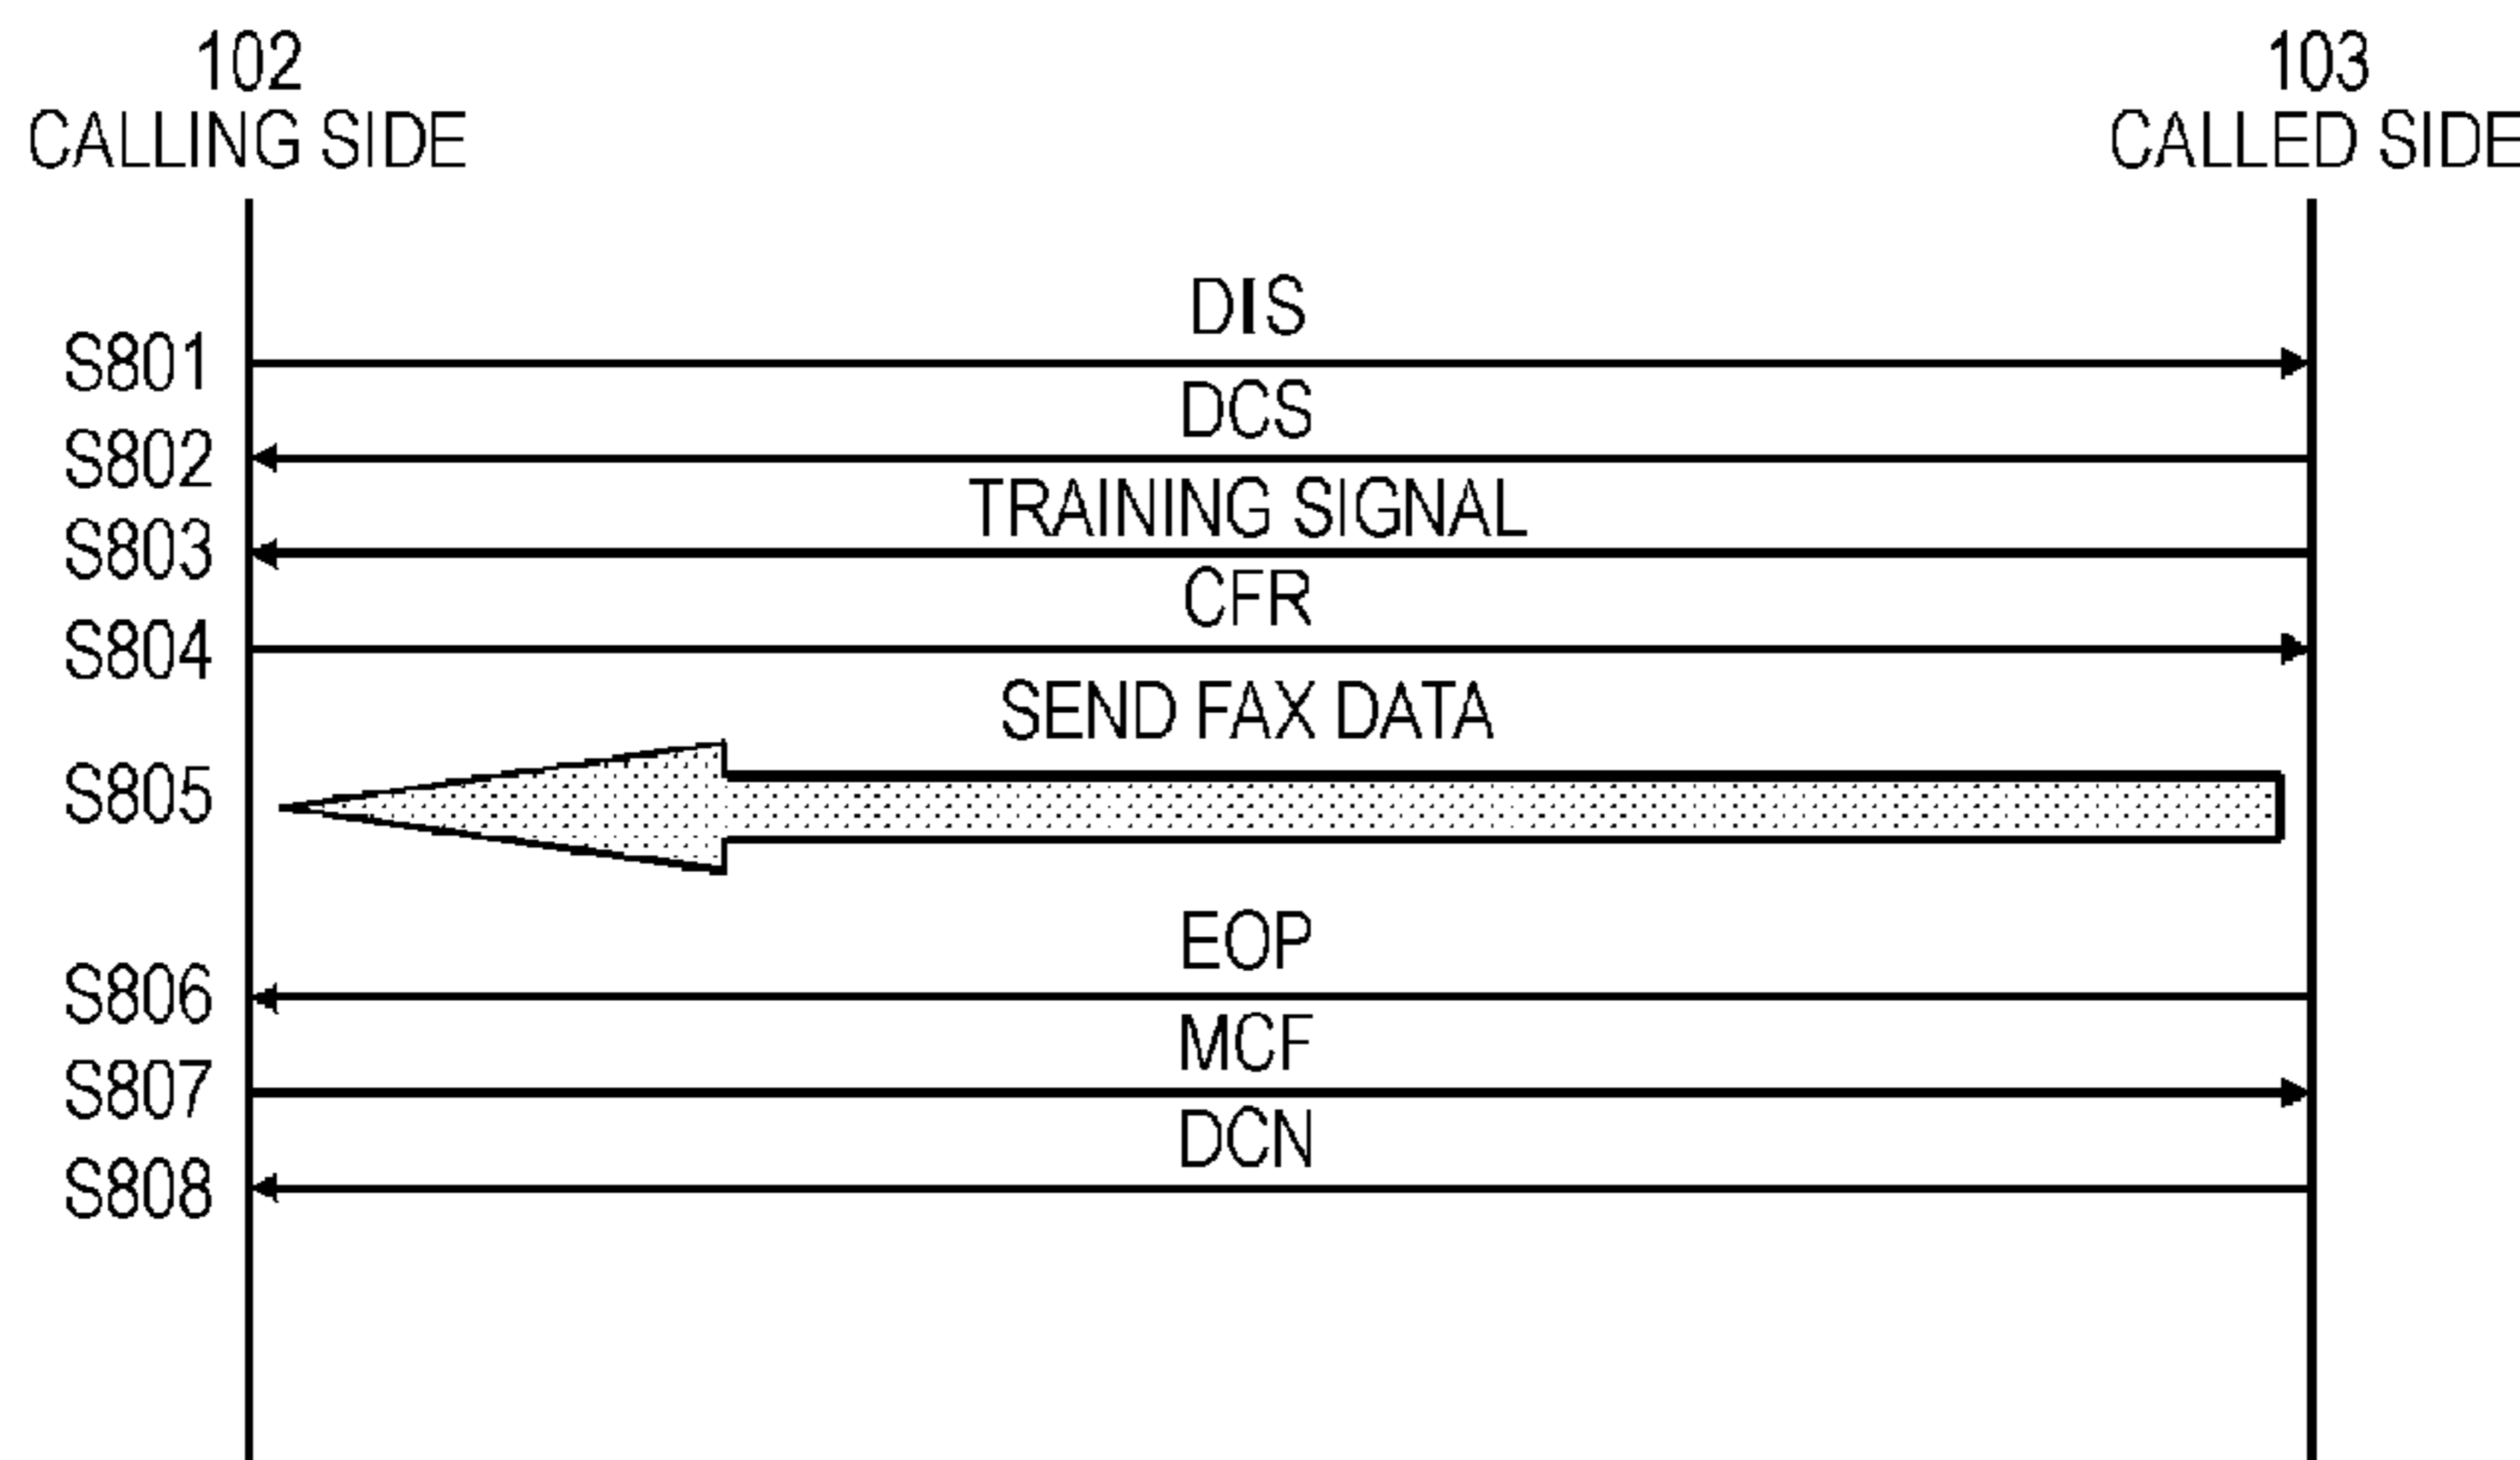 102
CALLING SIDE
103
CALLED SIDE
DIS
S801
DCS
S802
TRAINING SIGNAL
S803
CFR
S804
SEND FAX DATA
S805
EOP
S806
MCF
S807
DCN
S808